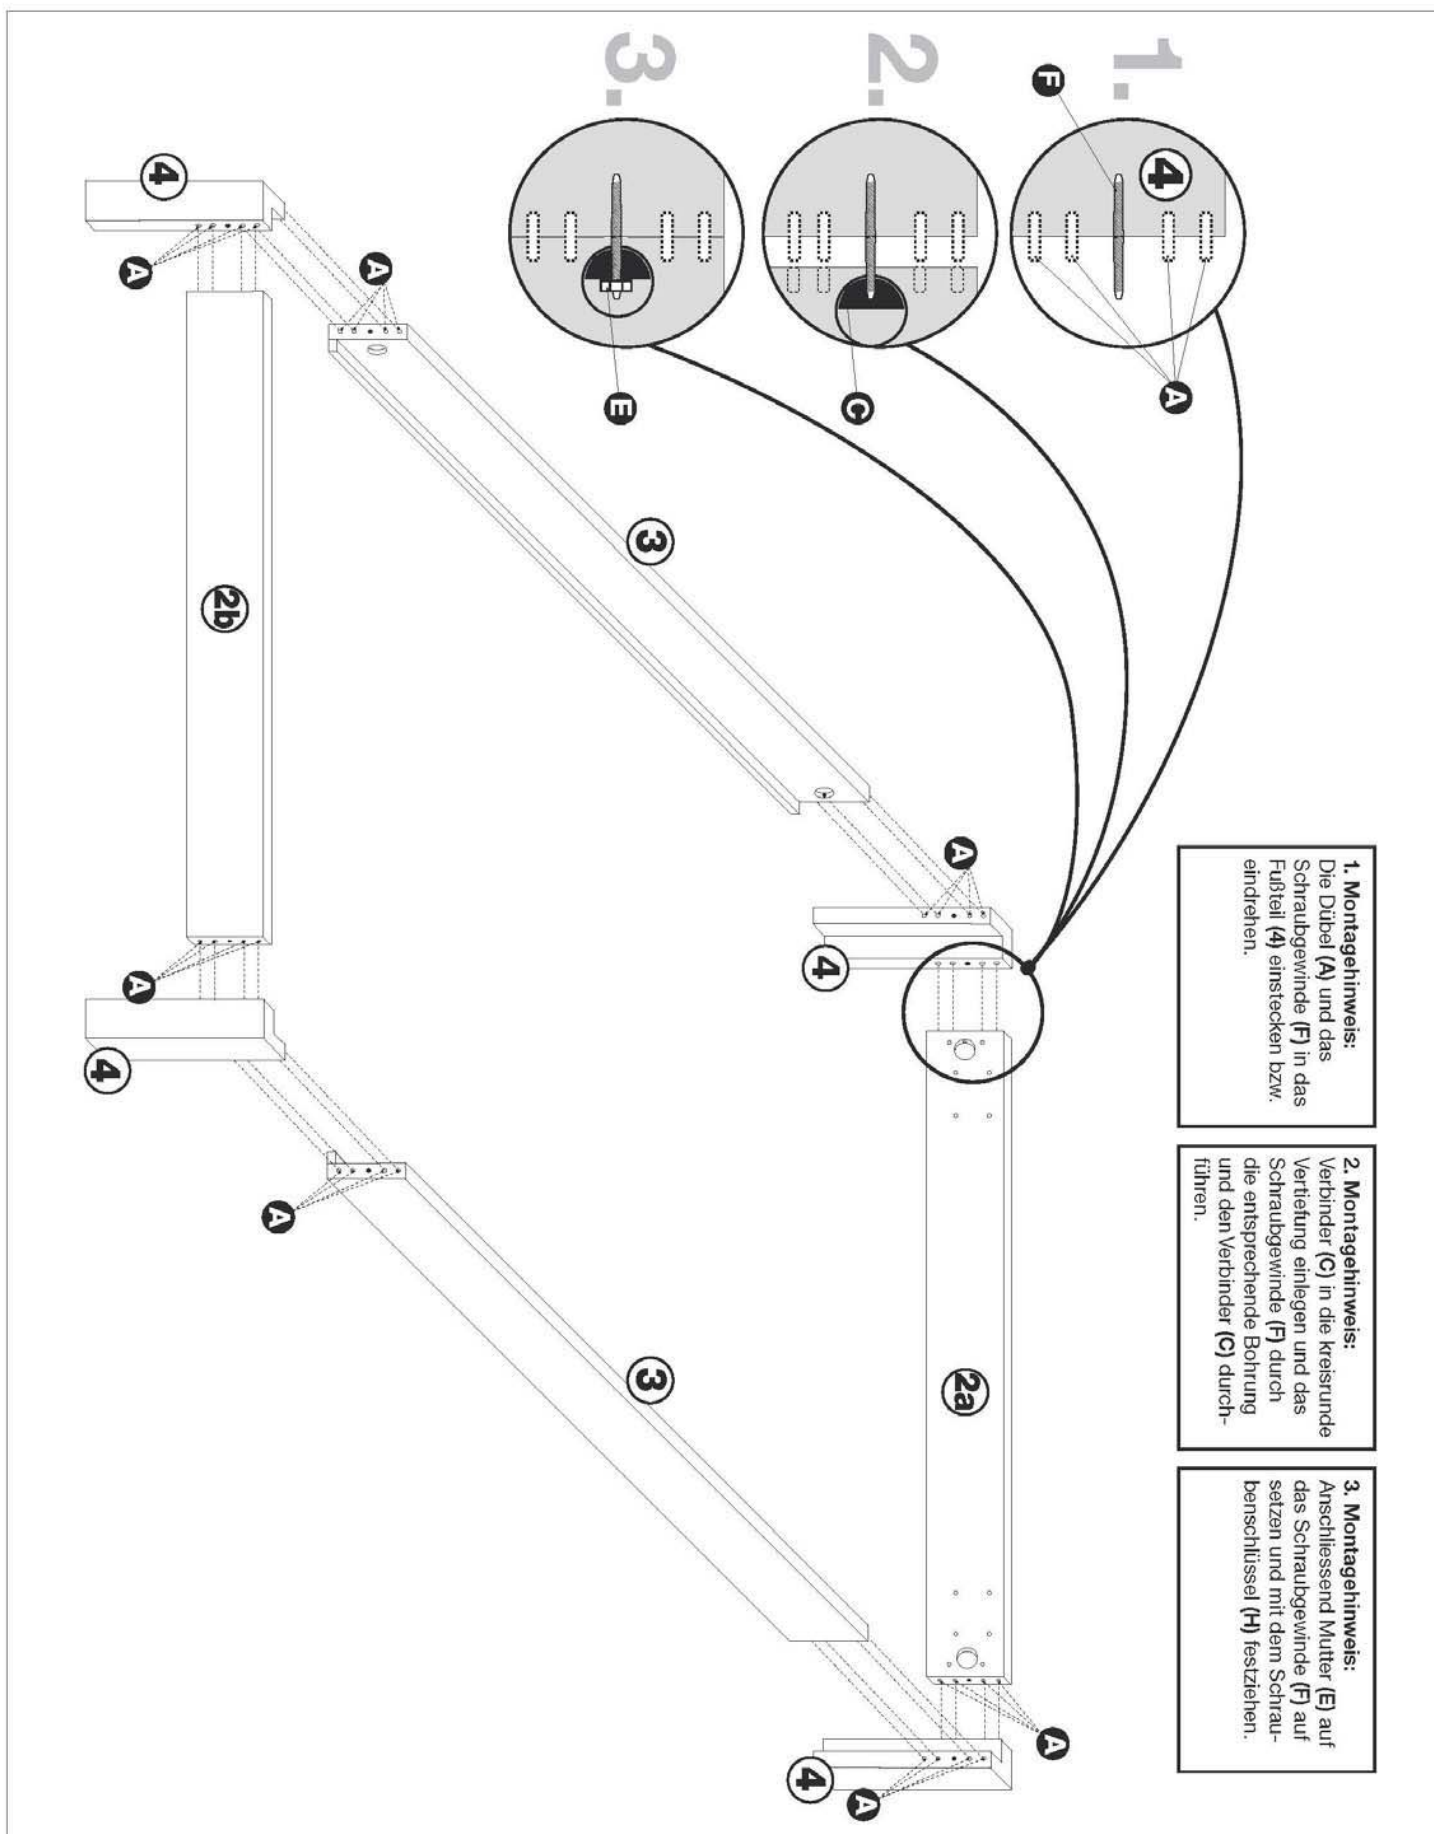 1.
2.
3.
F
4
A
C
E
1. Montagehinweis:
Die Dübel (A) und das
Schraubgewinde (F) in das
Fußteil (4) einstecken bzw.
eindrehen.
2. Montagehinweis:
Verbinder (C) in die kreisrunde
Vertiefung einlegen und das
Schraubgewinde (F) durch
die entsprechende Bohrung
und den Verbinder (C) durch-
führen.
3. Montagehinweis:
Anschliessend Mutter (E) auf
das Schraubgewinde (F) auf
setzen und mit dem Schrau-
benschlüssel (H) festziehen.
4
A
A
3
A
4
2b
A
4
A
3
2a
A
4
A